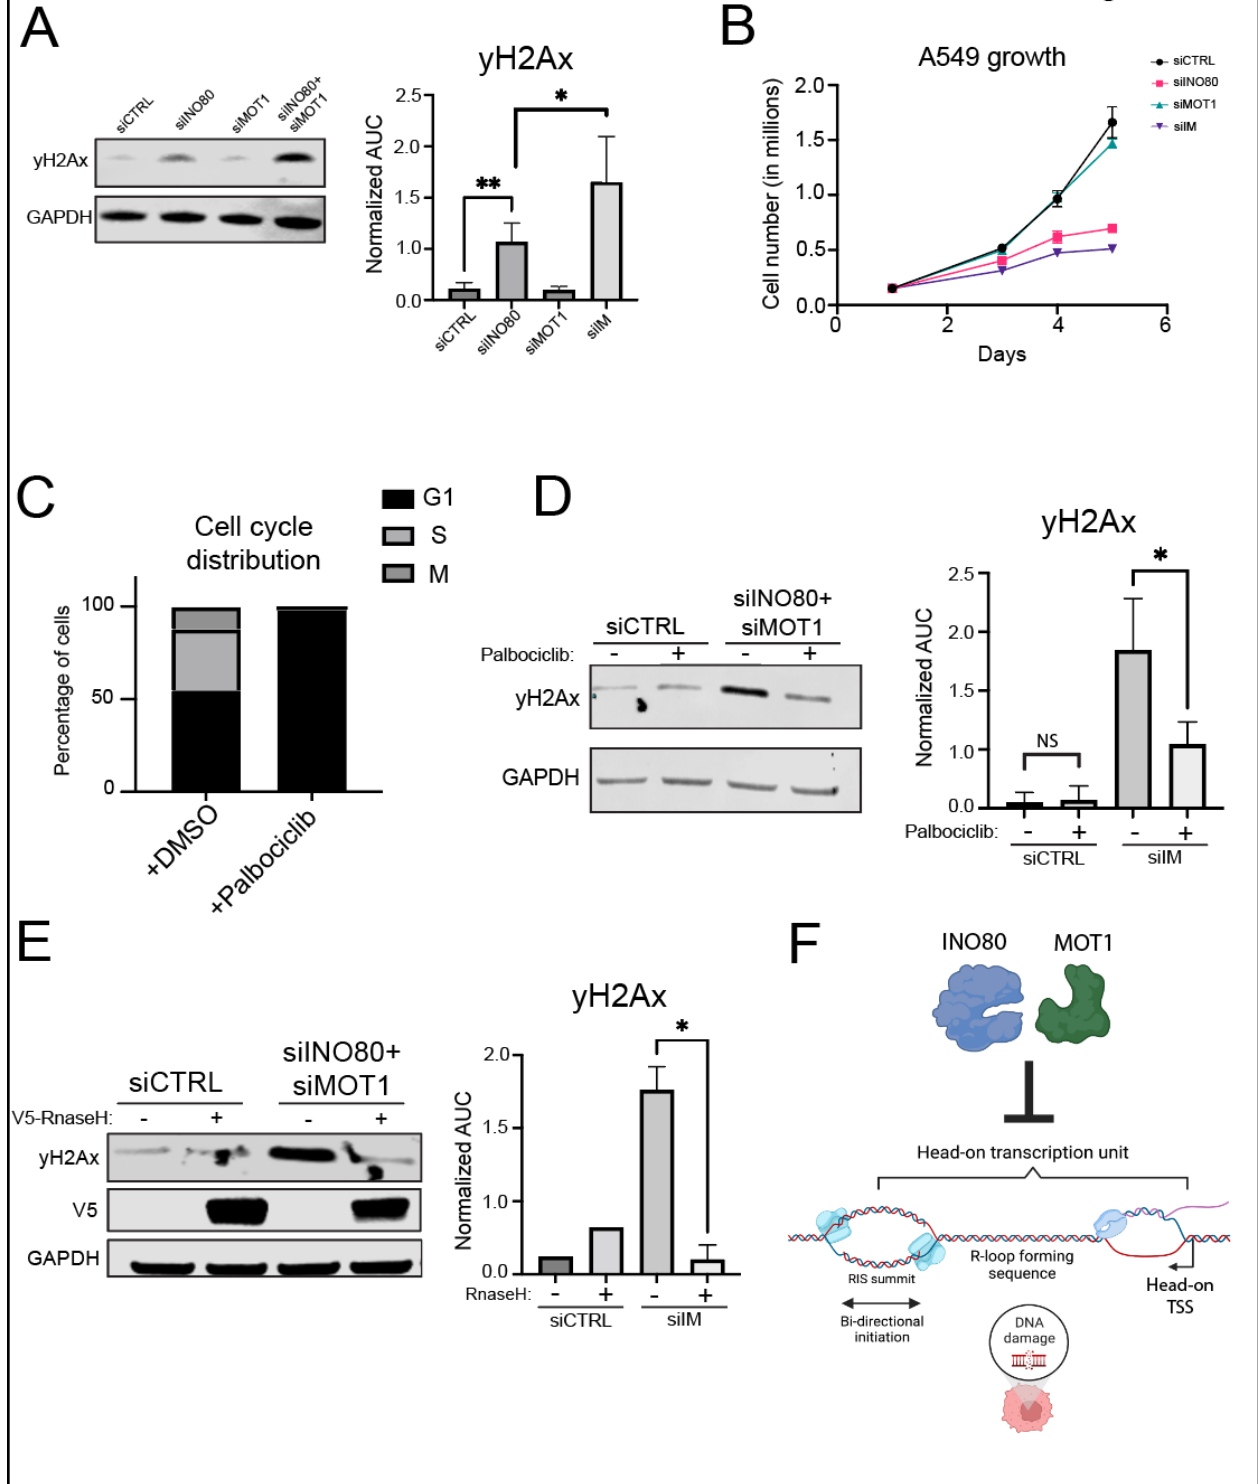 A
yH2Ax
siCTRL
siINO80
siMOT1
siINO80+
siMOT1
yH2Ax
GAPDH
Normalized AUC
2.5
2.0
1.5
1.0
0.0
**
*
siCTRL
siINO80
siMOT1
siIM
B
A549 growth
siCTRL
siINO80
siMOT1
siIM
Cell number (in millions)
2.0
1.5
1.0
0.5
0.0
0
2
4
6
Days
C
G1
S
M
Cell cycle
distribution
Percentage of cells
100
50
0
+DMSO
+Palbociclib
D
siCTRL
siINO80+
siMOT1
Palbociclib:
-
+
-
+
yH2Ax
GAPDH
yH2Ax
Normalized AUC
2.5
2.0
1.5
1.0
0.0
NS
*
Palbociclib:
-
+
-
+
siCTRL
siIM
E
siCTRL
siINO80+
siMOT1
V5-RnaseH:
-
+
-
+
yH2Ax
V5
GAPDH
yH2Ax
Normalized AUC
2.0
1.5
1.0
0.0
*
RnaseH:
-
+
-
+
siCTRL
siIM
F
INO80
MOT1
Head-on transcription unit
RIS summit
R-loop forming
sequence
Head-on
TSS
Bi-directional
initiation
DNA
damage